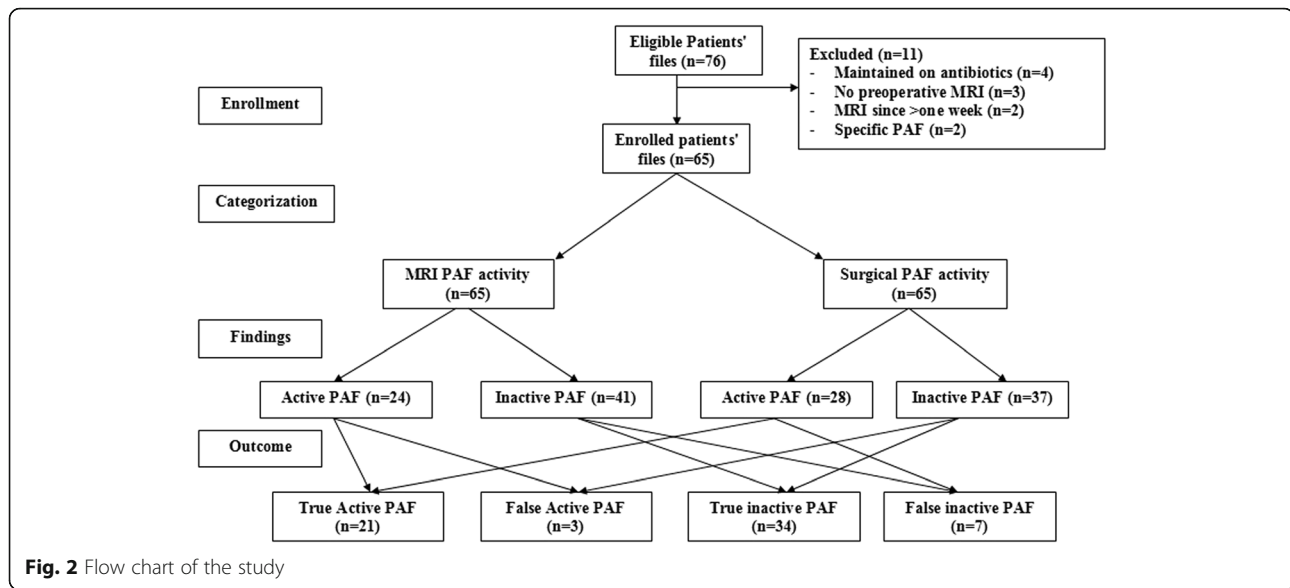 Eligible Patients'
files (n=76)
Excluded (n=11)
- Maintained on antibiotics (n=4)
- No preoperative MRI (n=3)
- MRI since >one week (n=2)
- Specific PAF (n=2)
Enrollment
Enrolled patients'
files (n=65)
Categorization
MRI PAF activity
(n=65)
Surgical PAF activity
(n=65)
Findings
Active PAF (n=24)
Inactive PAF (n=41)
Active PAF (n=28)
Inactive PAF (n=37)
Outcome
True Active PAF
(n=21)
False Active PAF
(n=3)
True inactive PAF
(n=34)
False inactive PAF
(n=7)
Fig. 2 Flow chart of the study